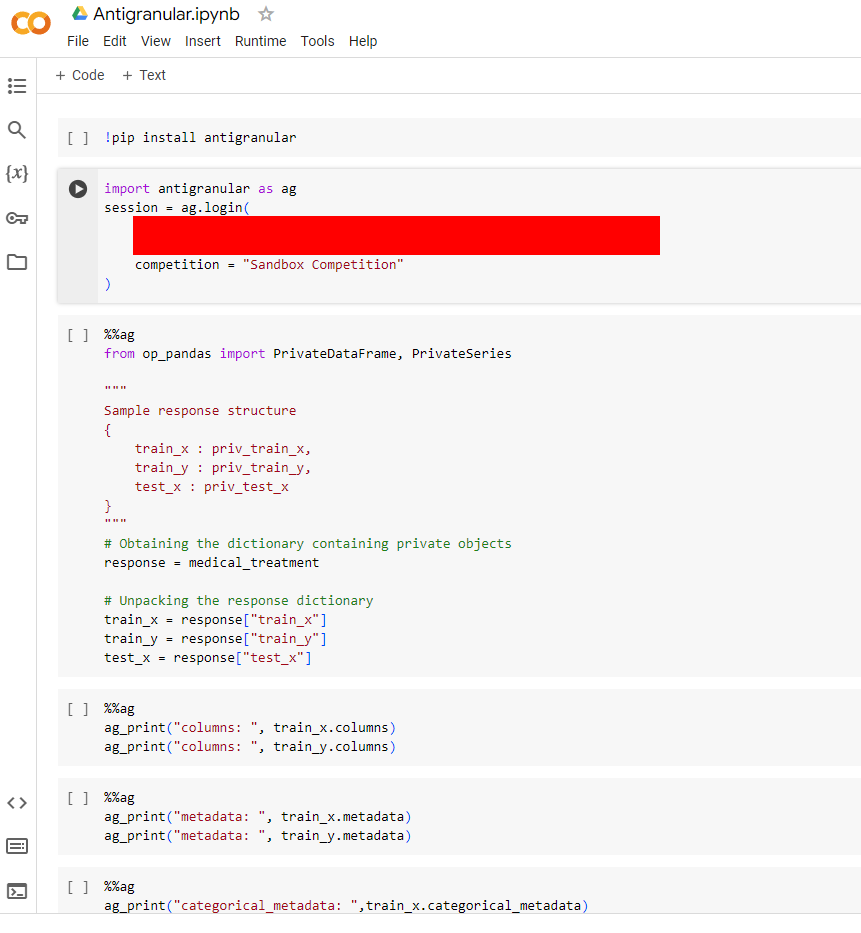 Antigranular.ipynb
File Edit View Insert Runtime Tools Help
+ Code + Text
[ ] !pip install antigranular
import antigranular as ag
session = ag.login(
competition = "Sandbox Competition"
)
[ ] %%ag
from op_pandas import PrivateDataFrame, PrivateSeries
"""
Sample response structure
{
train_x : priv_train_x,
train_y : priv_train_y,
test_x : priv_test_x
}
"""
# Obtaining the dictionary containing private objects
response = medical_treatment
# Unpacking the response dictionary
train_x = response["train_x"]
train_y = response["train_y"]
test_x = response["test_x"]
[ ] %%ag
ag_print("columns: ", train_x.columns)
ag_print("columns: ", train_y.columns)
[ ] %%ag
ag_print("metadata: ", train_x.metadata)
ag_print("metadata: ", train_y.metadata)
[ ] %%ag
ag_print("categorical_metadata: ",train_x.categorical_metadata)